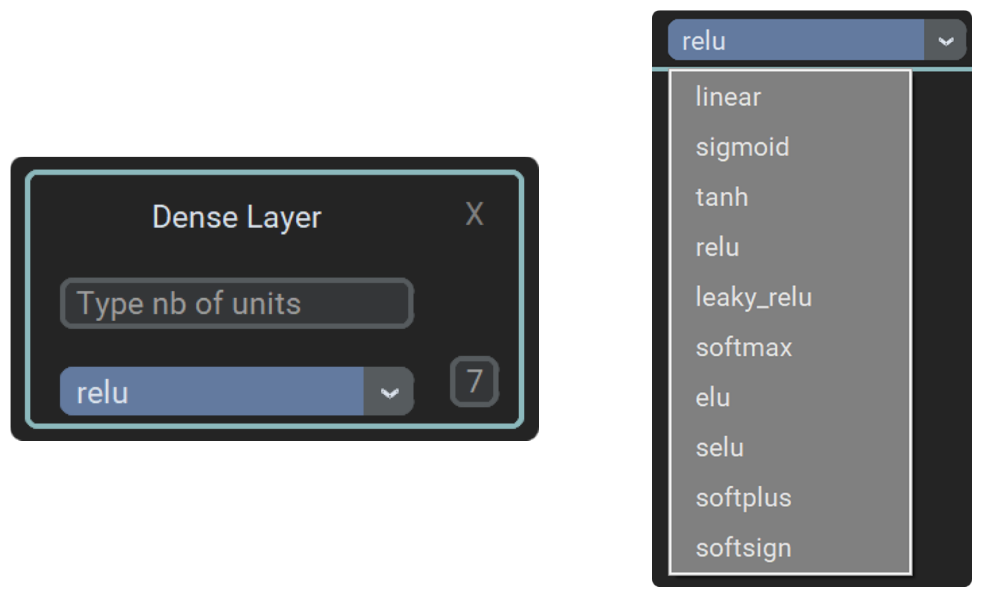 Dense Layer X
Type nb of units
relu
7
relu
linear
sigmoid
tanh
relu
leaky_relu
softmax
elu
selu
softplus
softsign